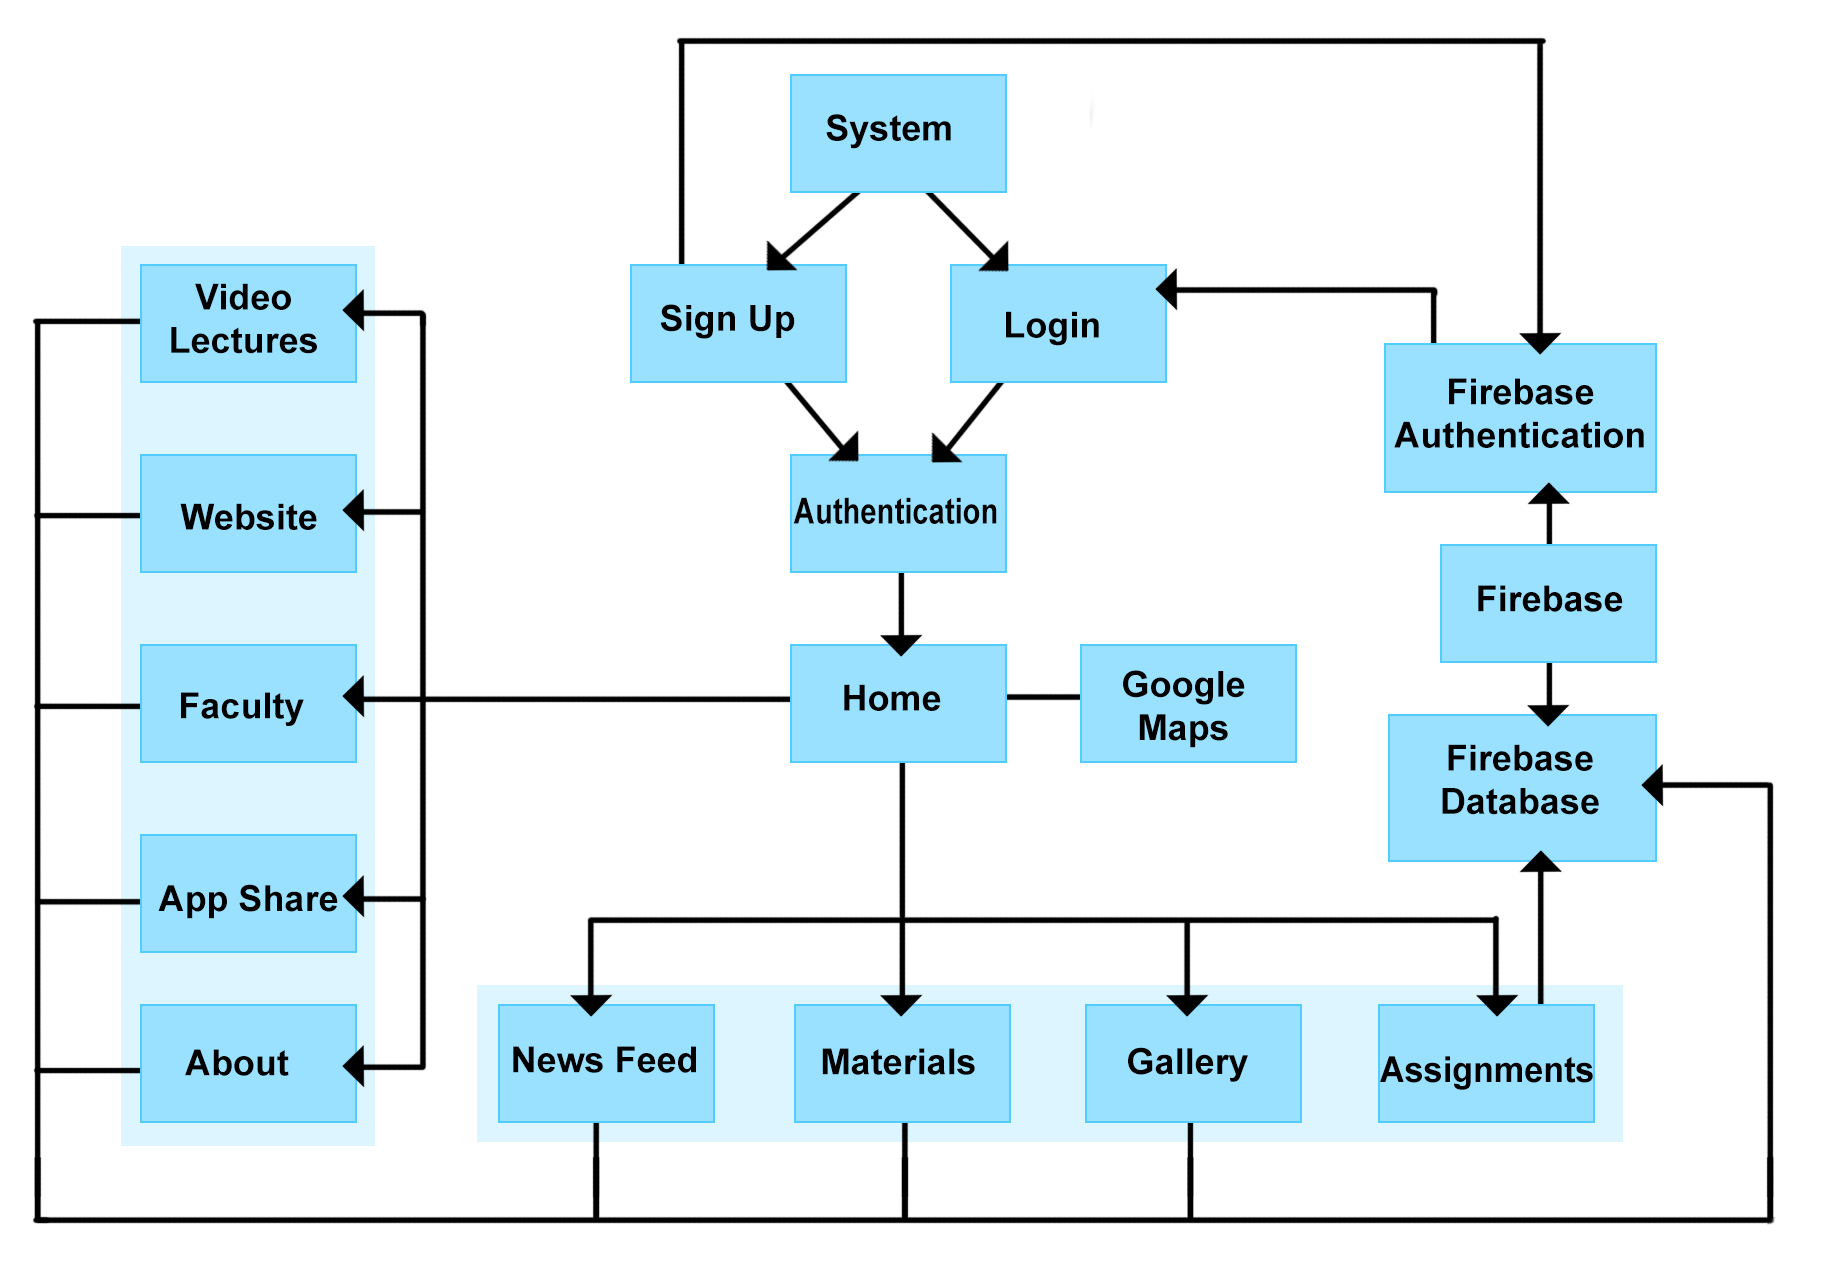 System
Sign Up
Login
Video
Lectures
Firebase
Authentication
Website
Authentication
Firebase
Faculty
Home
Google
Maps
Firebase
Database
App Share
About
News Feed
Materials
Gallery
Assignments